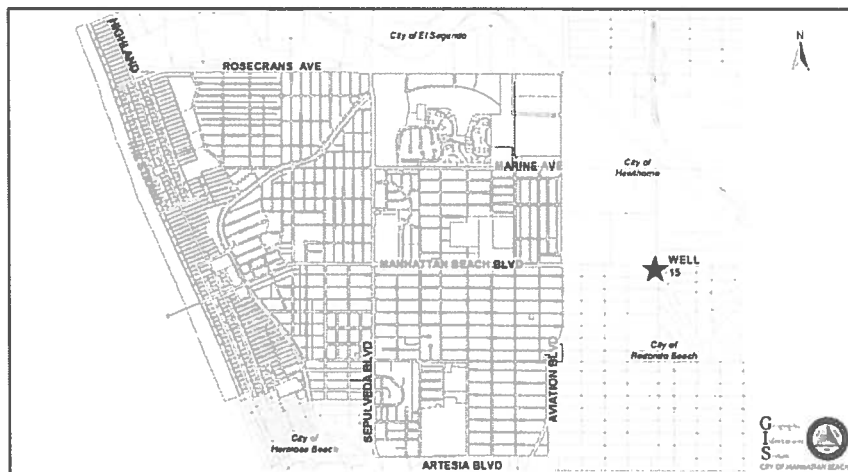 City of El Segundo
HIGHLAND
ROSECRANS AVE
N
MARINE AVE
City of
Hawthorne
MANHATTAN BEACH BLVD
WELL
15
SEPULVEDA BLVD
AVIATION BLVD
City of
Redondo Beach
City of
Hermosa Beach
ARTESIA BLVD
G
I
S
CITY OF MANHATTAN BEACH